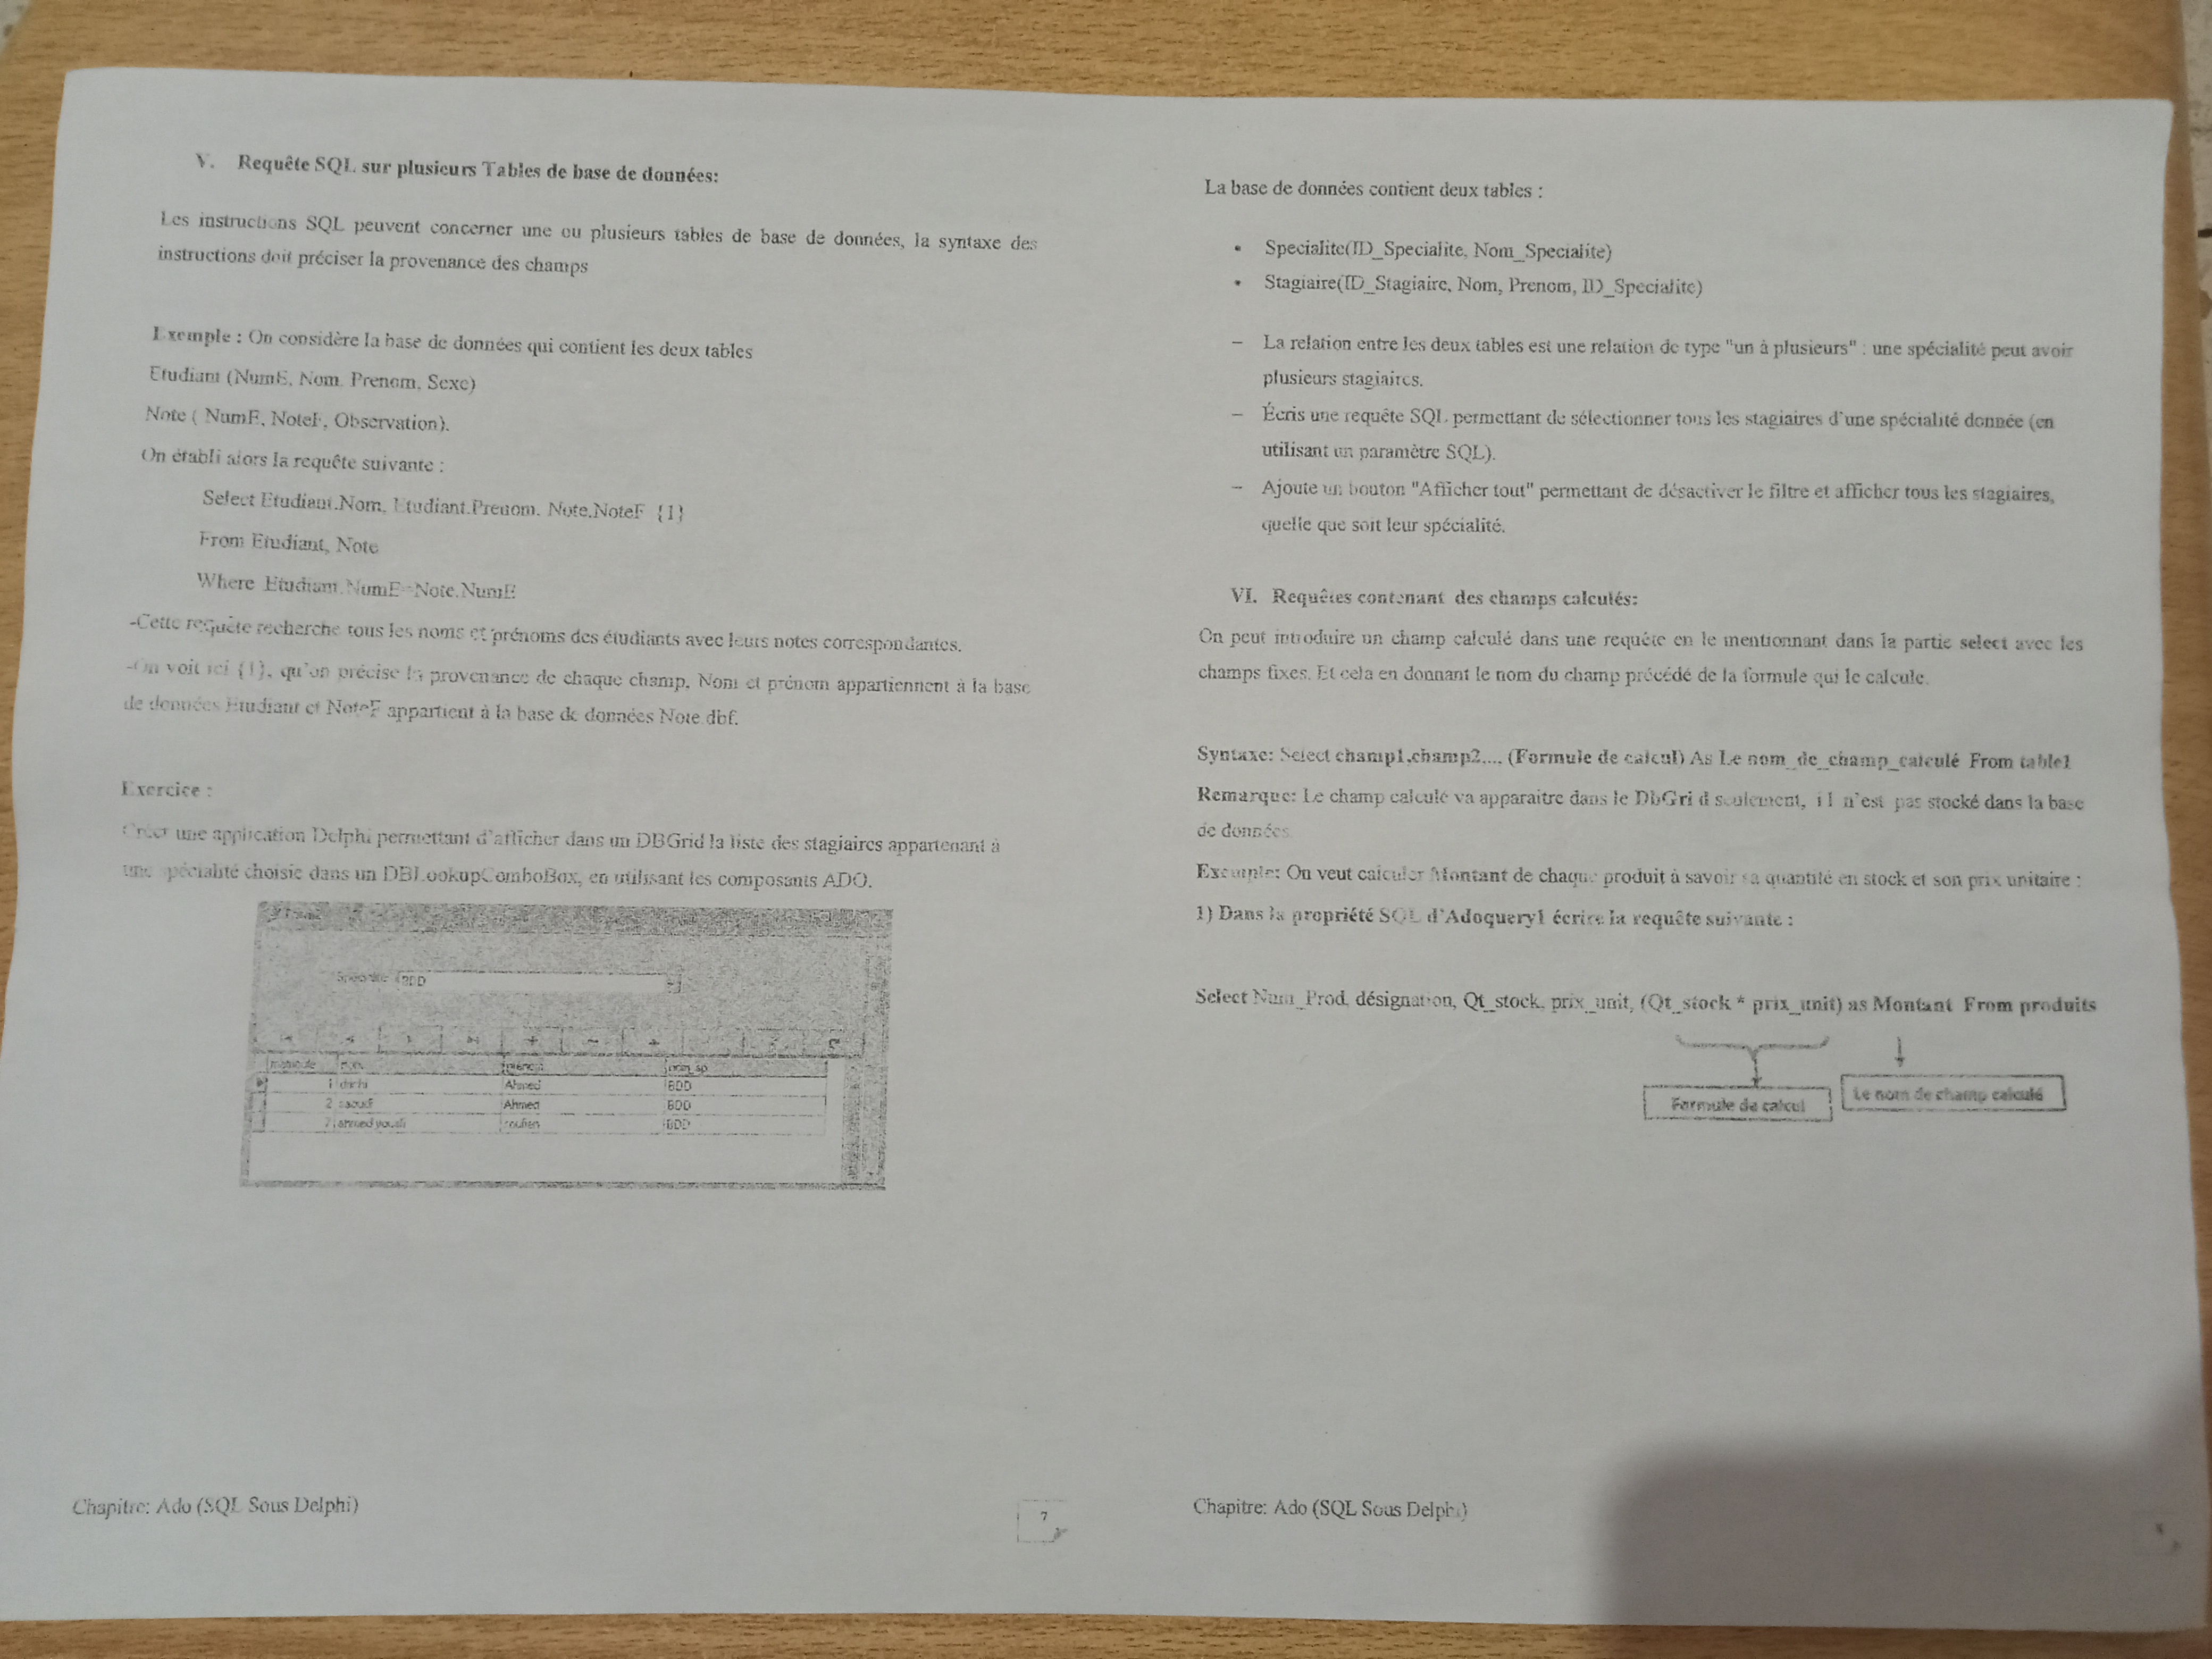 V. Requête SQL sur plusieurs Tables de base de données:
Les instructions SQL peuvent concerner une ou plusieurs tables de base de données, la syntaxe des
instructions doit préciser la provenance des champs
Exemple : On considère la base de données qui contient les deux tables
Etudiant (NumE, Nom, Prenom, Sexe)
Note ( NumE, NoteF, Observation).
On établi alors la requête suivante :
Select Etudiant.Nom, Etudiant.Prenom, Note.NoteF {1}
From Etudiant, Note
Where Etudiant.NumE=Note.NumE
-Cette requête recherche tous les noms et prénoms des étudiants avec leurs notes correspondantes.
-On voit ici {1}, qu'on précise la provenance de chaque champ, Nom et prénom appartiennent à la base
de données Etudiant et NoteF appartient à la base de données Note.dbf.
Exercice :
Créer une application Delphi permettant d'afficher dans un DBGrid la liste des stagiaires appartenant à
une spécialité choisie dans un DBLookupComboBox, en utilisant les composants ADO.
BDD
matricule nom prenom nom_sp
1 Ahmed BDD
2 saoudi Ahmed BDD
7 ahmed BDD
Chapitre: Ado (SQL Sous Delphi)
7
La base de données contient deux tables :
• Specialite(ID_Specialite, Nom_Specialite)
• Stagiaire(ID_Stagiaire, Nom, Prenom, ID_Specialite)
– La relation entre les deux tables est une relation de type "un à plusieurs" : une spécialité peut avoir
plusieurs stagiaires.
– Écris une requête SQL permettant de sélectionner tous les stagiaires d'une spécialité donnée (en
utilisant un paramètre SQL).
– Ajoute un bouton "Afficher tout" permettant de désactiver le filtre et afficher tous les stagiaires,
quelle que soit leur spécialité.
VI. Requêtes contenant des champs calculés:
On peut introduire un champ calculé dans une requête en le mentionnant dans la partie select avec les
champs fixes. Et cela en donnant le nom du champ précédé de la formule qui le calcule.
Syntaxe: Select champ1,champ2,... (Formule de calcul) As Le nom_de_champ_calculé From table1
Remarque: Le champ calculé va apparaitre dans le DbGri d seulement, i l n'est pas stocké dans la base
de données
Exemple: On veut calculer Montant de chaque produit à savoir sa quantité en stock et son prix unitaire :
1) Dans la propriété SQL d'Adoquery1 écrire la requête suivante :
Select Num_Prod, désignation, Qt_stock, prix_unit, (Qt_stock * prix_unit) as Montant From produits
Formule de calcul
Le nom de champ calculé
Chapitre: Ado (SQL Sous Delphi)